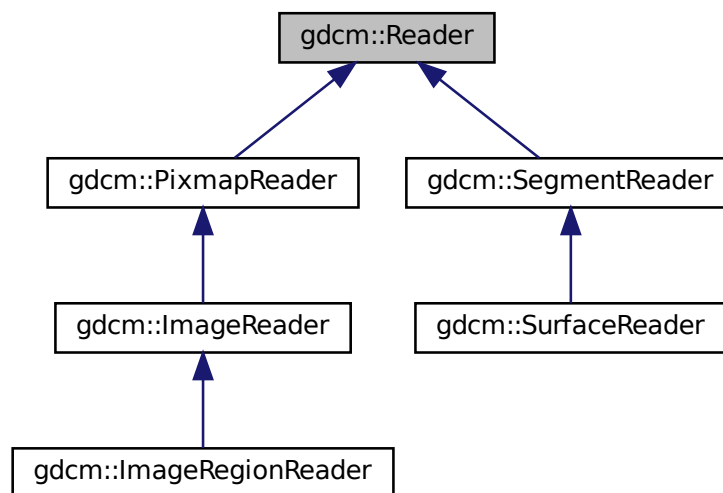 gdcm::Reader
gdcm::PixmapReader
gdcm::SegmentReader
gdcm::ImageReader
gdcm::SurfaceReader
gdcm::ImageRegionReader